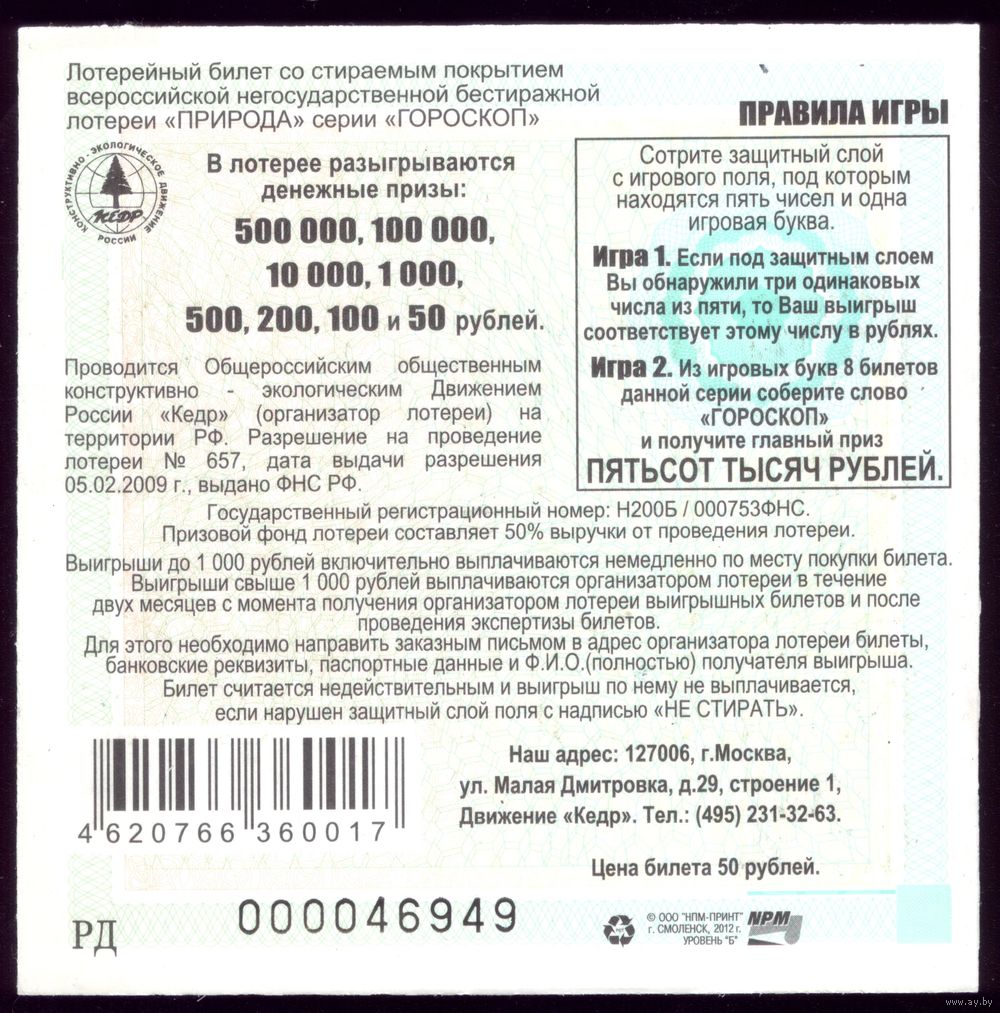 Лотерейный билет со стираемым покрытием
всероссийской негосударственной бестиражной
лотереи «ПРИРОДА» серии «ГОРОСКОП»
КОНСТРУКТИВНО - ЭКОЛОГИЧЕСКОЕ ДВИЖЕНИЕ
КЕДР
РОССИИ
В лотерее разыгрываются
денежные призы:
500 000, 100 000,
10 000, 1 000,
500, 200, 100 и 50 рублей.
Проводится Общероссийским общественным
конструктивно - экологическим Движением
России «Кедр» (организатор лотереи) на
территории РФ. Разрешение на проведение
лотереи № 657, дата выдачи разрешения
05.02.2009 г., выдано ФНС РФ.
ПРАВИЛА ИГРЫ
Сотрите защитный слой
с игрового поля, под которым
находятся пять чисел и одна
игровая буква.
Игра 1. Если под защитным слоем
Вы обнаружили три одинаковых
числа из пяти, то Ваш выигрыш
соответствует этому числу в рублях.
Игра 2. Из игровых букв 8 билетов
данной серии соберите слово
«ГОРОСКОП»
и получите главный приз
ПЯТЬСОТ ТЫСЯЧ РУБЛЕЙ.
Государственный регистрационный номер: Н200Б / 000753ФНС.
Призовой фонд лотереи составляет 50% выручки от проведения лотереи.
Выигрыши до 1 000 рублей включительно выплачиваются немедленно по месту покупки билета.
Выигрыши свыше 1 000 рублей выплачиваются организатором лотереи в течение
двух месяцев с момента получения организатором лотереи выигрышных билетов и после
проведения экспертизы билетов.
Для этого необходимо направить заказным письмом в адрес организатора лотереи билеты,
банковские реквизиты, паспортные данные и Ф.И.О.(полностью) получателя выигрыша.
Билет считается недействительным и выигрыш по нему не выплачивается,
если нарушен защитный слой поля с надписью «НЕ СТИРАТЬ».
4 620766 360017
Наш адрес: 127006, г.Москва,
ул. Малая Дмитровка, д.29, строение 1,
Движение «Кедр». Тел.: (495) 231-32-63.
Цена билета 50 рублей.
РД 000046949
© ООО "НПМ-ПРИНТ"
г. СМОЛЕНСК, 2012 г.
УРОВЕНЬ "Б"
NPM
www.ay.by